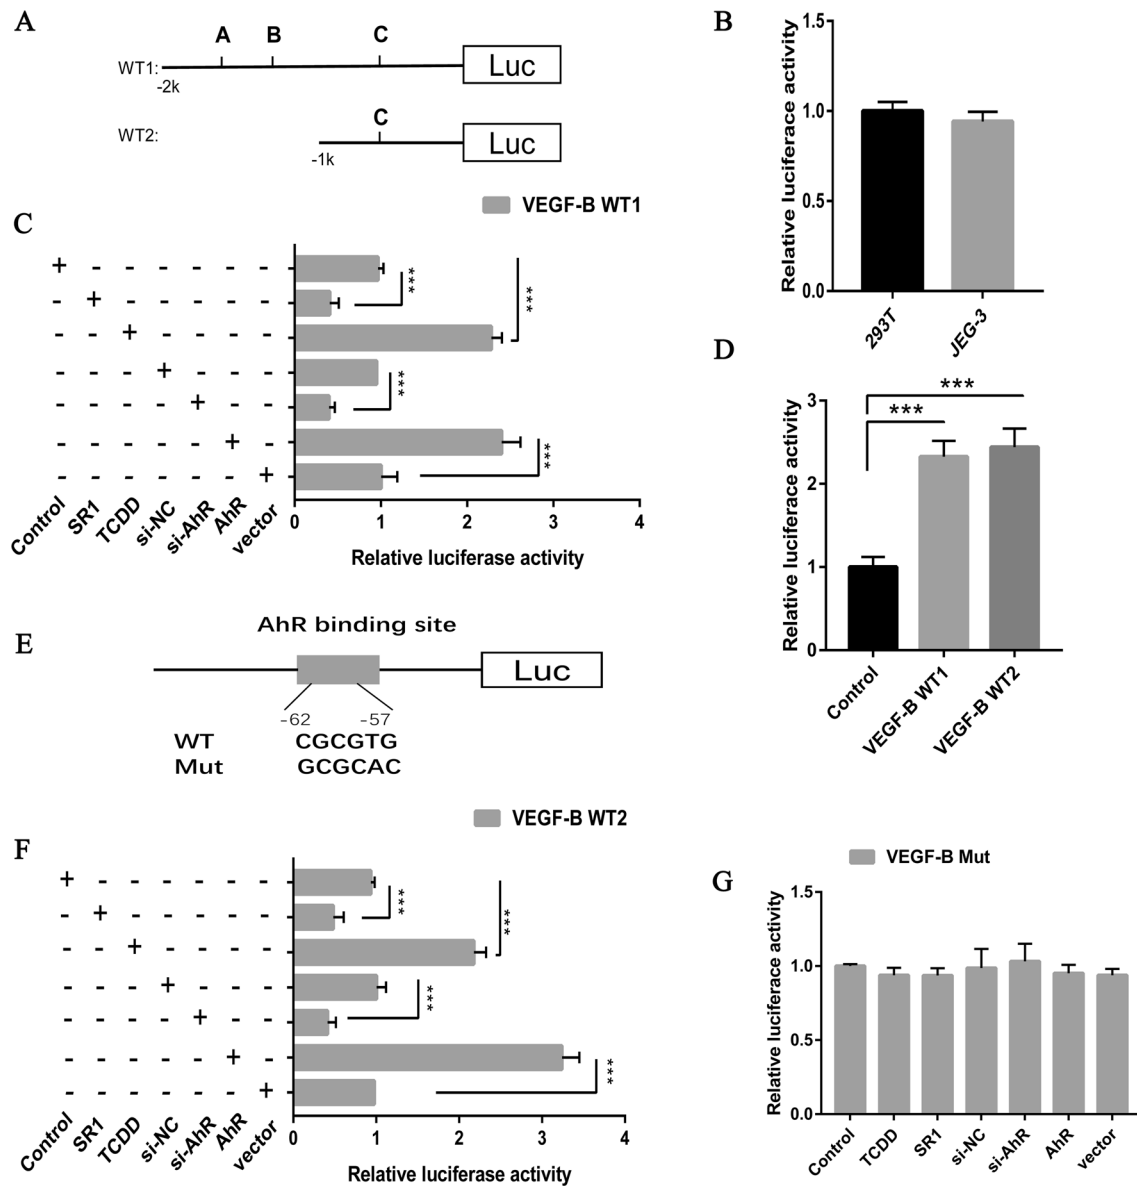 A
A B C
WT1: Luc
-2k
C
WT2: Luc
-1k
B
Relative luciferace activity
1.5
1.0
0.5
0.0
293T JEG-3
C
VEGF-B WT1
+ - - - - - -
- + - - - - -
- - + - - - -
- - - + - - -
- - - - + - -
- - - - - + -
- - - - - - +
***
***
***
***
Control SR1 TCDD si-NC si-AhR AhR vector
0 1 2 3 4
Relative luciferase activity
D
Relative luciferace activity
***
***
3
2
1
0
Control VEGF-B WT1 VEGF-B WT2
E
AhR binding site
Luc
-62 -57
WT CGCGTG
Mut GCGCAC
F
VEGF-B WT2
+ - - - - - -
- + - - - - -
- - + - - - -
- - - + - - -
- - - - + - -
- - - - - + -
- - - - - - +
***
***
***
***
Control SR1 TCDD si-NC si-AhR AhR vector
0 1 2 3 4
Relative luciferase activity
G
VEGF-B Mut
Relative luciferace activity
1.5
1.0
0.5
0.0
Control TCDD SR1 si-NC si-AhR AhR vector